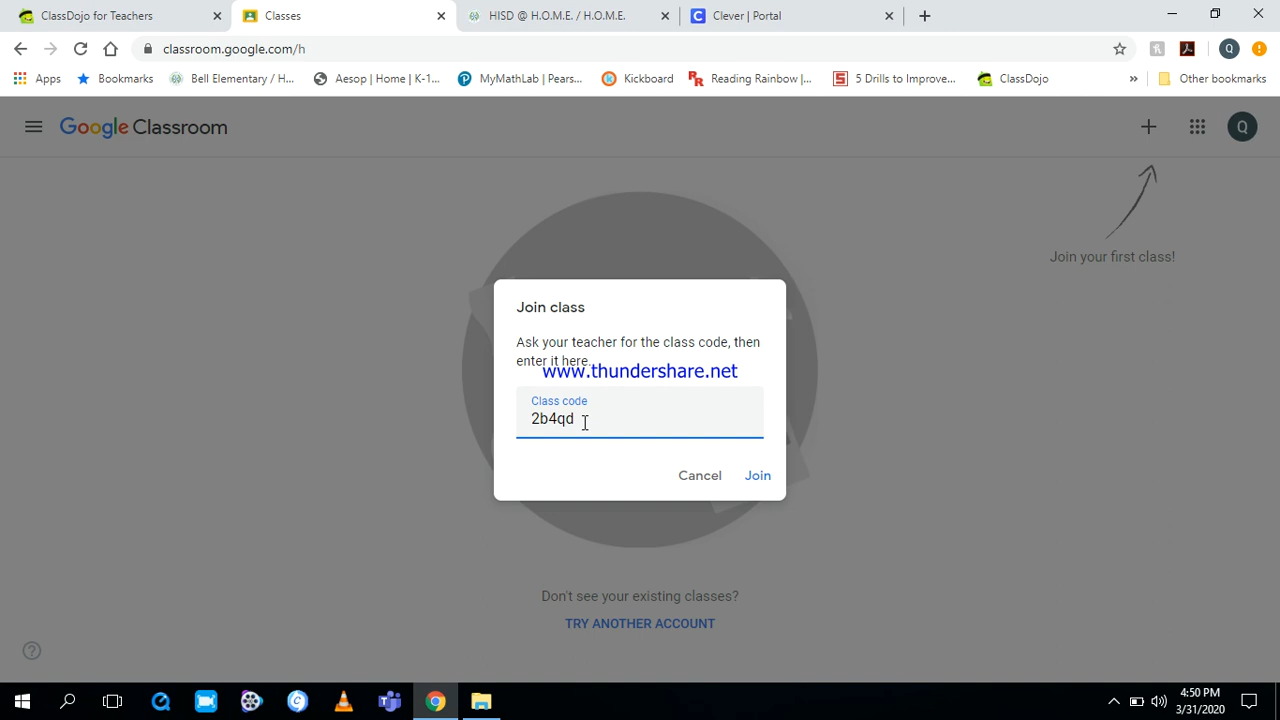 ClassDojo for Teachers
Classes
HISD @ H.O.M.E. / H.O.M.E.
Clever | Portal
classroom.google.com/h
Q
Apps
Bookmarks
Bell Elementary / H...
Aesop | Home | K-1...
MyMathLab | Pears...
Kickboard
Reading Rainbow |...
5 Drills to Improve...
ClassDojo
»
Other bookmarks
Google Classroom
Q
Join your first class!
Join class
Ask your teacher for the class code, then
enter it here.
www.thundershare.net
Class code
2b4qd
Cancel
Join
Don't see your existing classes?
TRY ANOTHER ACCOUNT
4:50 PM
3/31/2020